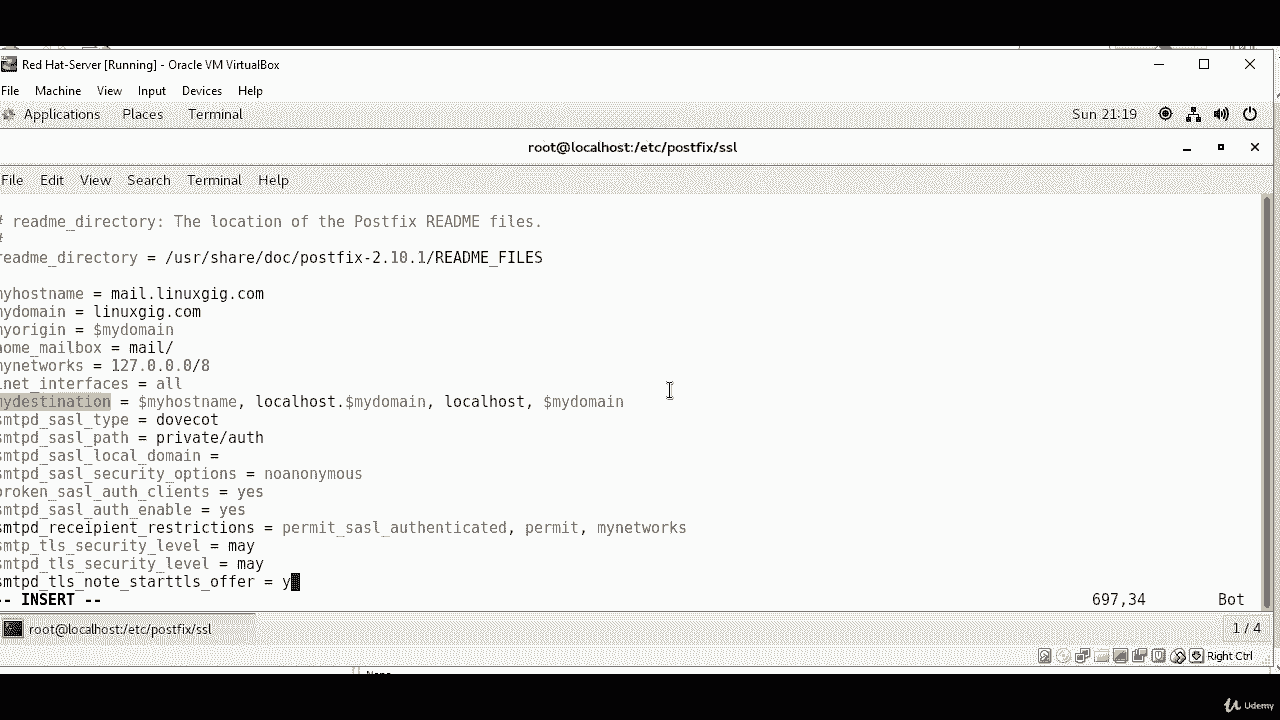 Red Hat-Server [Running] - Oracle VM VirtualBox
File Machine View Input Devices Help
Applications Places Terminal Sun 21:19
root@localhost:/etc/postfix/ssl
File Edit View Search Terminal Help
# readme_directory: The location of the Postfix README files.
#
readme_directory = /usr/share/doc/postfix-2.10.1/README_FILES
myhostname = mail.linuxgig.com
mydomain = linuxgig.com
myorigin = $mydomain
home_mailbox = mail/
mynetworks = 127.0.0.0/8
inet_interfaces = all
mydestination = $myhostname, localhost.$mydomain, localhost, $mydomain
smtpd_sasl_type = dovecot
smtpd_sasl_path = private/auth
smtpd_sasl_local_domain =
smtpd_sasl_security_options = noanonymous
broken_sasl_auth_clients = yes
smtpd_sasl_auth_enable = yes
smtpd_receipient_restrictions = permit_sasl_authenticated, permit, mynetworks
smtp_tls_security_level = may
smtpd_tls_security_level = may
smtpd_tls_note_starttls_offer = y
-- INSERT -- 697,34 Bot
root@localhost:/etc/postfix/ssl 1 / 4
Right Ctrl
Udemy